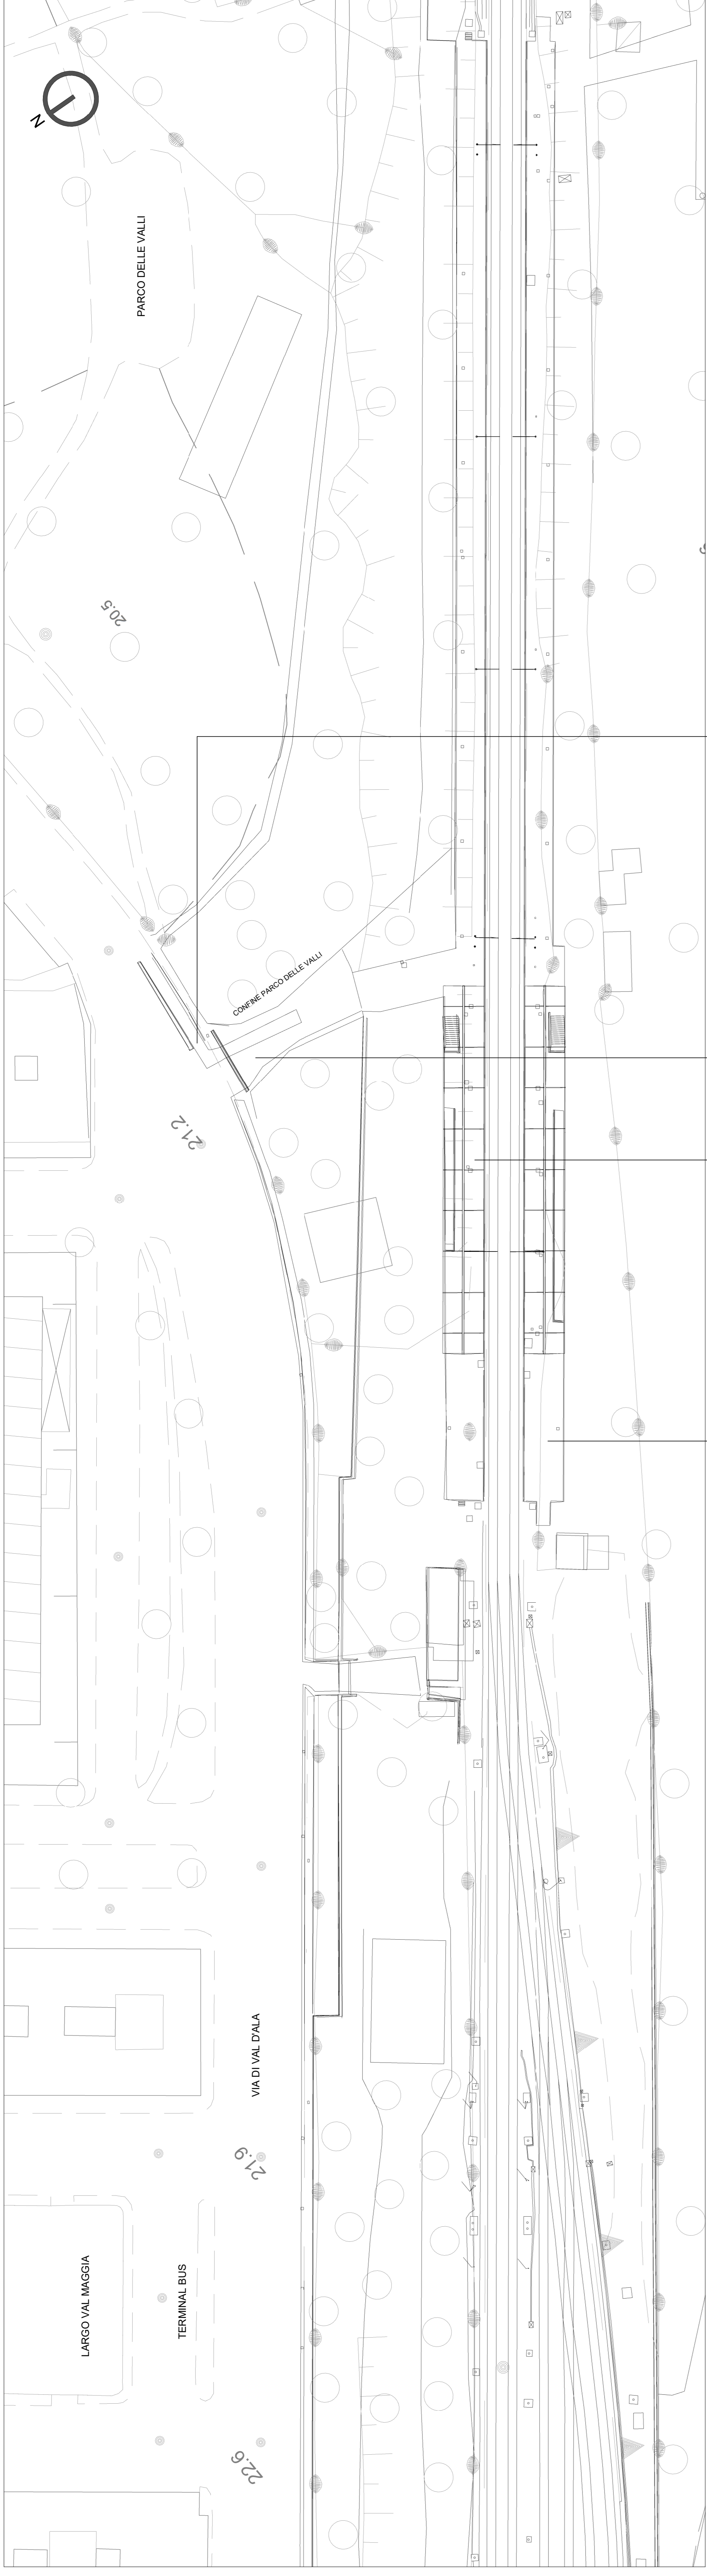 N
PARCO DELLE VALLI
20.5
CONFINE PARCO DELLE VALLI
21.2
VIA DI VAL D'ALA
21.9
LARGO VAL MAGGIA
TERMINAL BUS
22.6